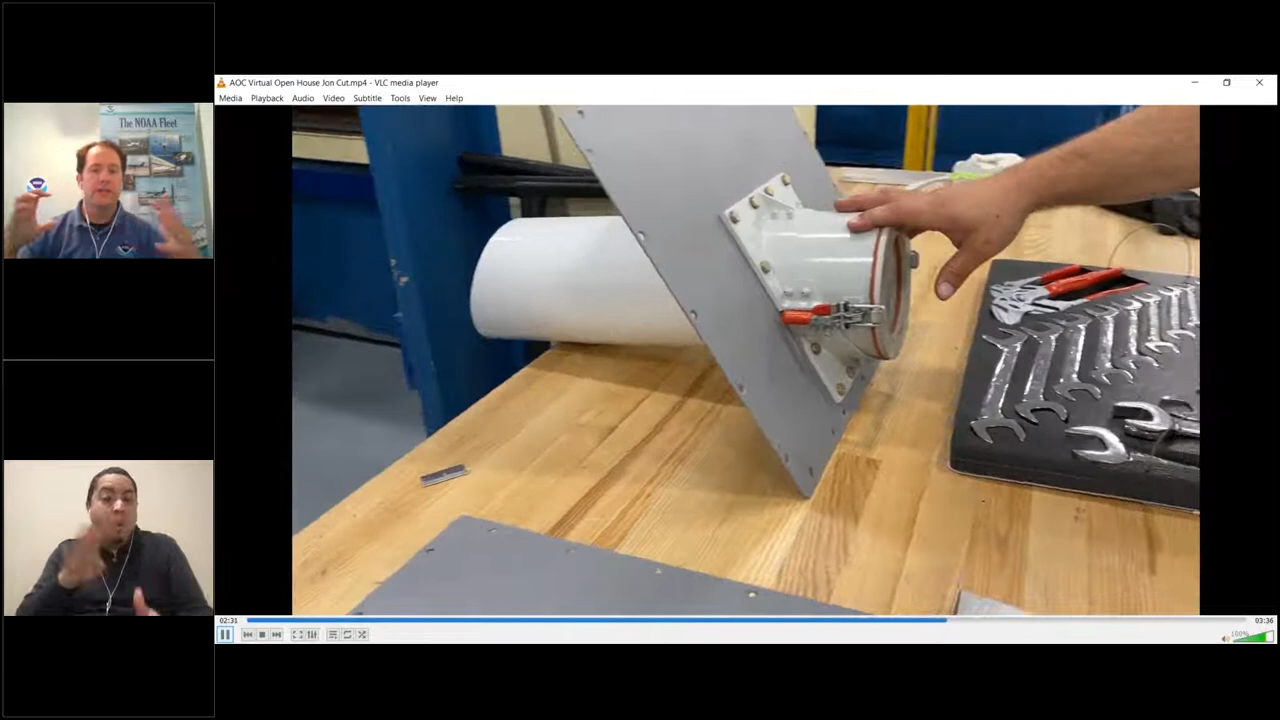 The NOAA Fleet
AOC Virtual Open House Jon Cut.mp4 - VLC media player
Media Playback Audio Video Subtitle Tools View Help
02:31
03:36
100%